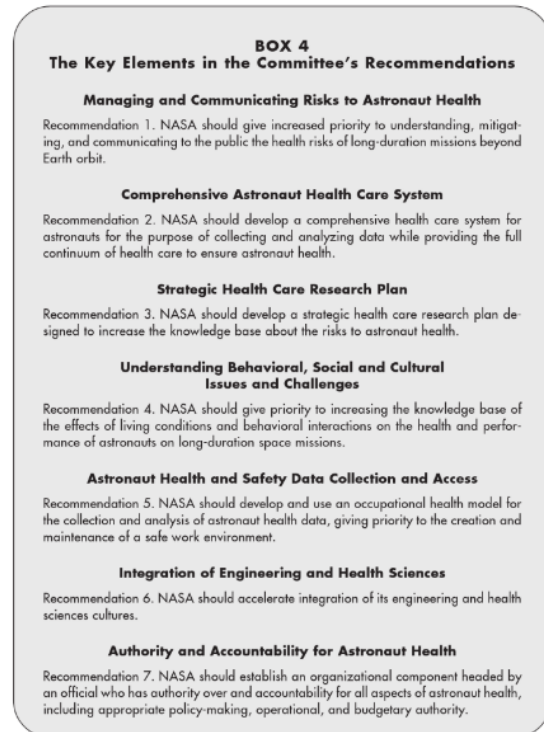 BOX 4
The Key Elements in the Committee's Recommendations
Managing and Communicating Risks to Astronaut Health
Recommendation 1. NASA should give increased priority to understanding, mitigat-
ing, and communicating to the public the health risks of long-duration missions beyond
Earth orbit.
Comprehensive Astronaut Health Care System
Recommendation 2. NASA should develop a comprehensive health care system for
astronauts for the purpose of collecting and analyzing data while providing the full
continuum of health care to ensure astronaut health.
Strategic Health Care Research Plan
Recommendation 3. NASA should develop a strategic health care research plan de-
signed to increase the knowledge base about the risks to astronaut health.
Understanding Behavioral, Social and Cultural
Issues and Challenges
Recommendation 4. NASA should give priority to increasing the knowledge base of
the effects of living conditions and behavioral interactions on the health and perfor-
mance of astronauts on long-duration space missions.
Astronaut Health and Safety Data Collection and Access
Recommendation 5. NASA should develop and use an occupational health model for
the collection and analysis of astronaut health data, giving priority to the creation and
maintenance of a safe work environment.
Integration of Engineering and Health Sciences
Recommendation 6. NASA should accelerate integration of its engineering and health
sciences cultures.
Authority and Accountability for Astronaut Health
Recommendation 7. NASA should establish an organizational component headed by
an official who has authority over and accountability for all aspects of astronaut health,
including appropriate policy-making, operational, and budgetary authority.